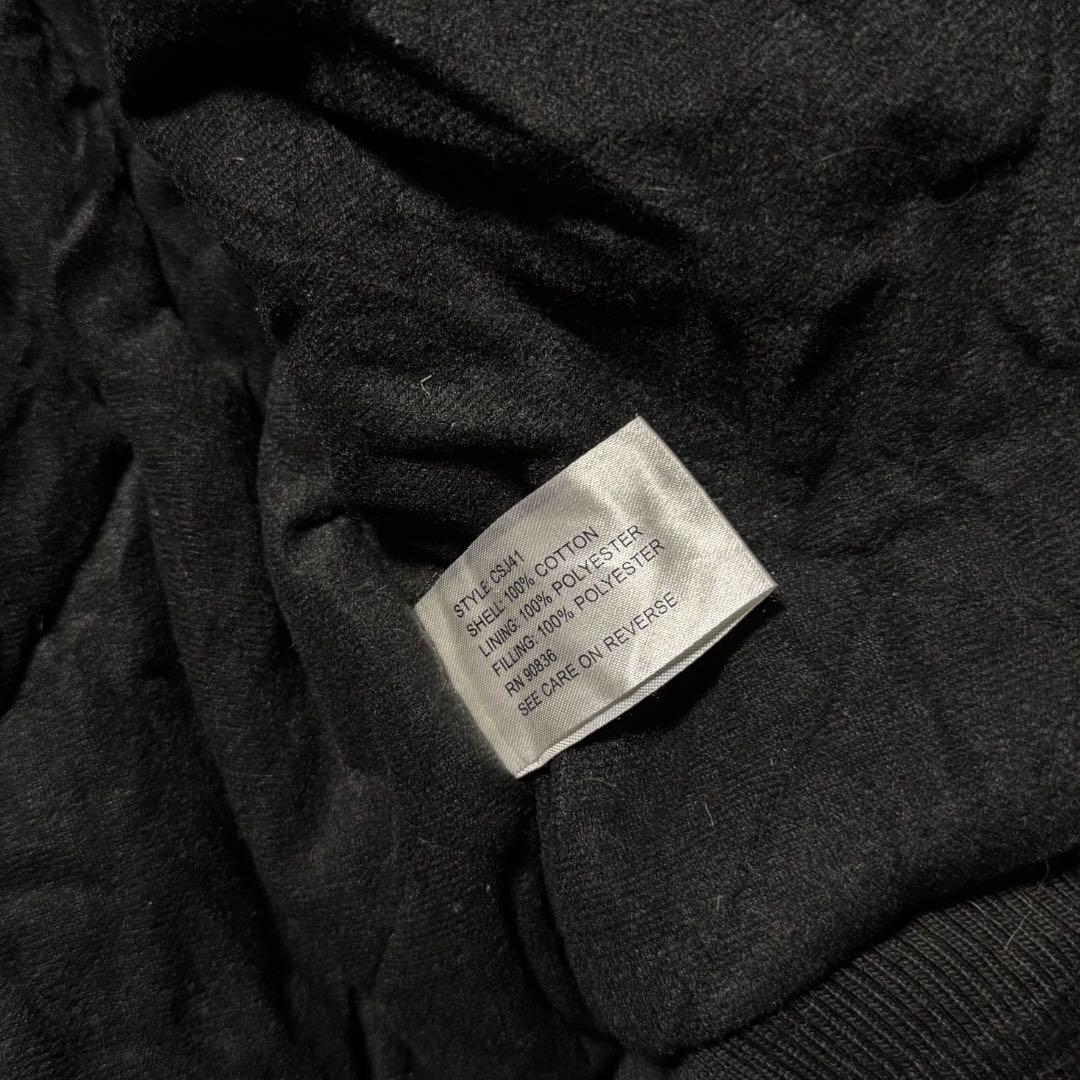 STYLE: CSJ41
SHELL: 100% COTTON
LINING: 100% POLYESTER
FILLING: 100% POLYESTER
RN 90836
SEE CARE ON REVERSE